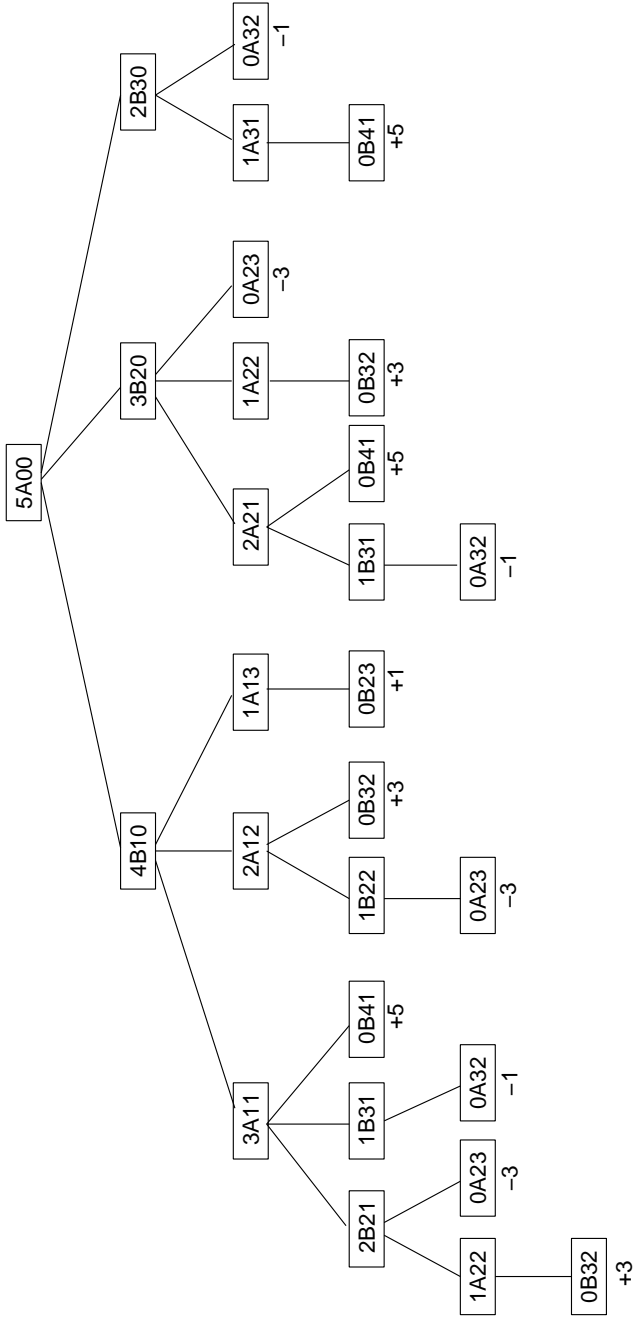 5A00
4B10 3B20 2B30
3A11 2A12 1A13 2A21 1A22 0A23 1A31 0A32
−3 −1
2B21 1B31 0B41 1B22 0B32 0B23 1B31 0B41 0B32 0B41
+5 +3 +1 +5 +3 +5
1A22 0A23 0A32 0A23 0A32
−3 −1 −3 −1
0B32
+3